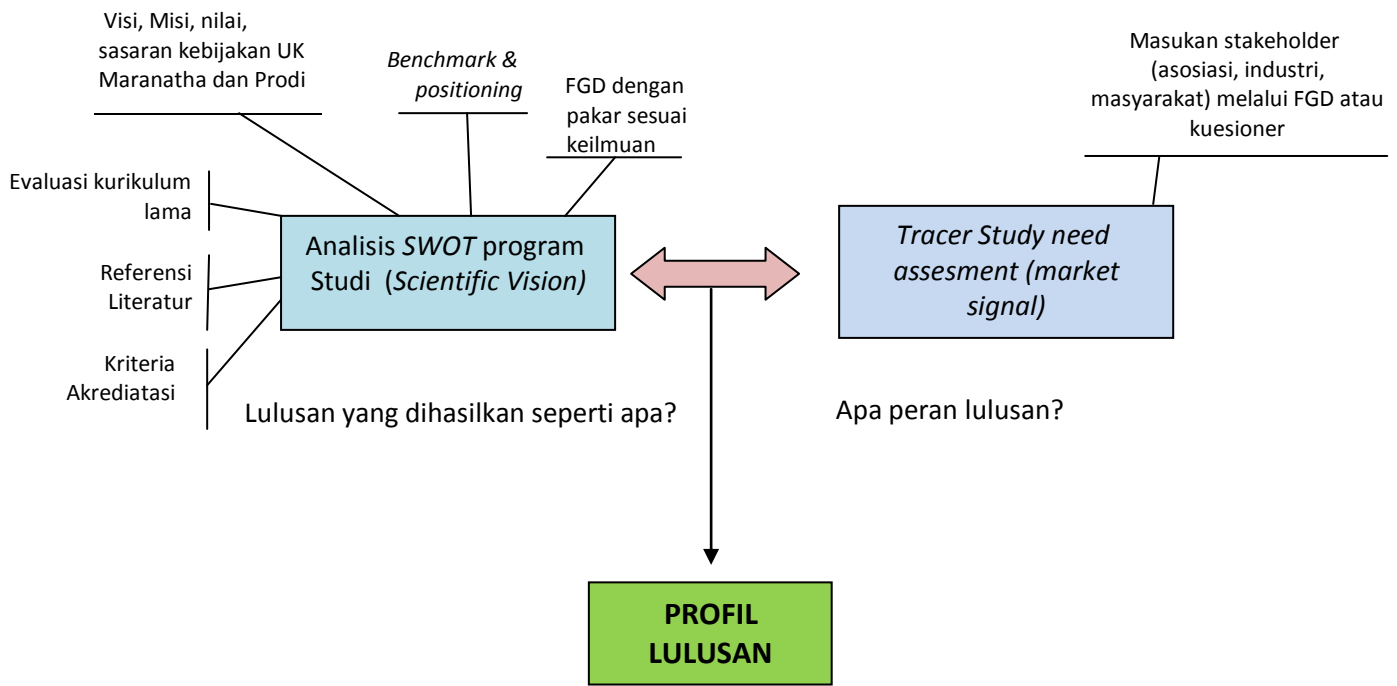 Visi, Misi, nilai,
sasaran kebijakan UK
Maranatha dan Prodi
Benchmark &
positioning
FGD dengan
pakar sesuai
keilmuan
Masukan stakeholder
(asosiasi, industri,
masyarakat) melalui FGD atau
kuesioner
Evaluasi kurikulum
lama
Referensi
Literatur
Kriteria
Akrediatasi
Analisis SWOT program
Studi (Scientific Vision)
Tracer Study need
assesment (market
signal)
Lulusan yang dihasilkan seperti apa?
Apa peran lulusan?
PROFIL
LULUSAN